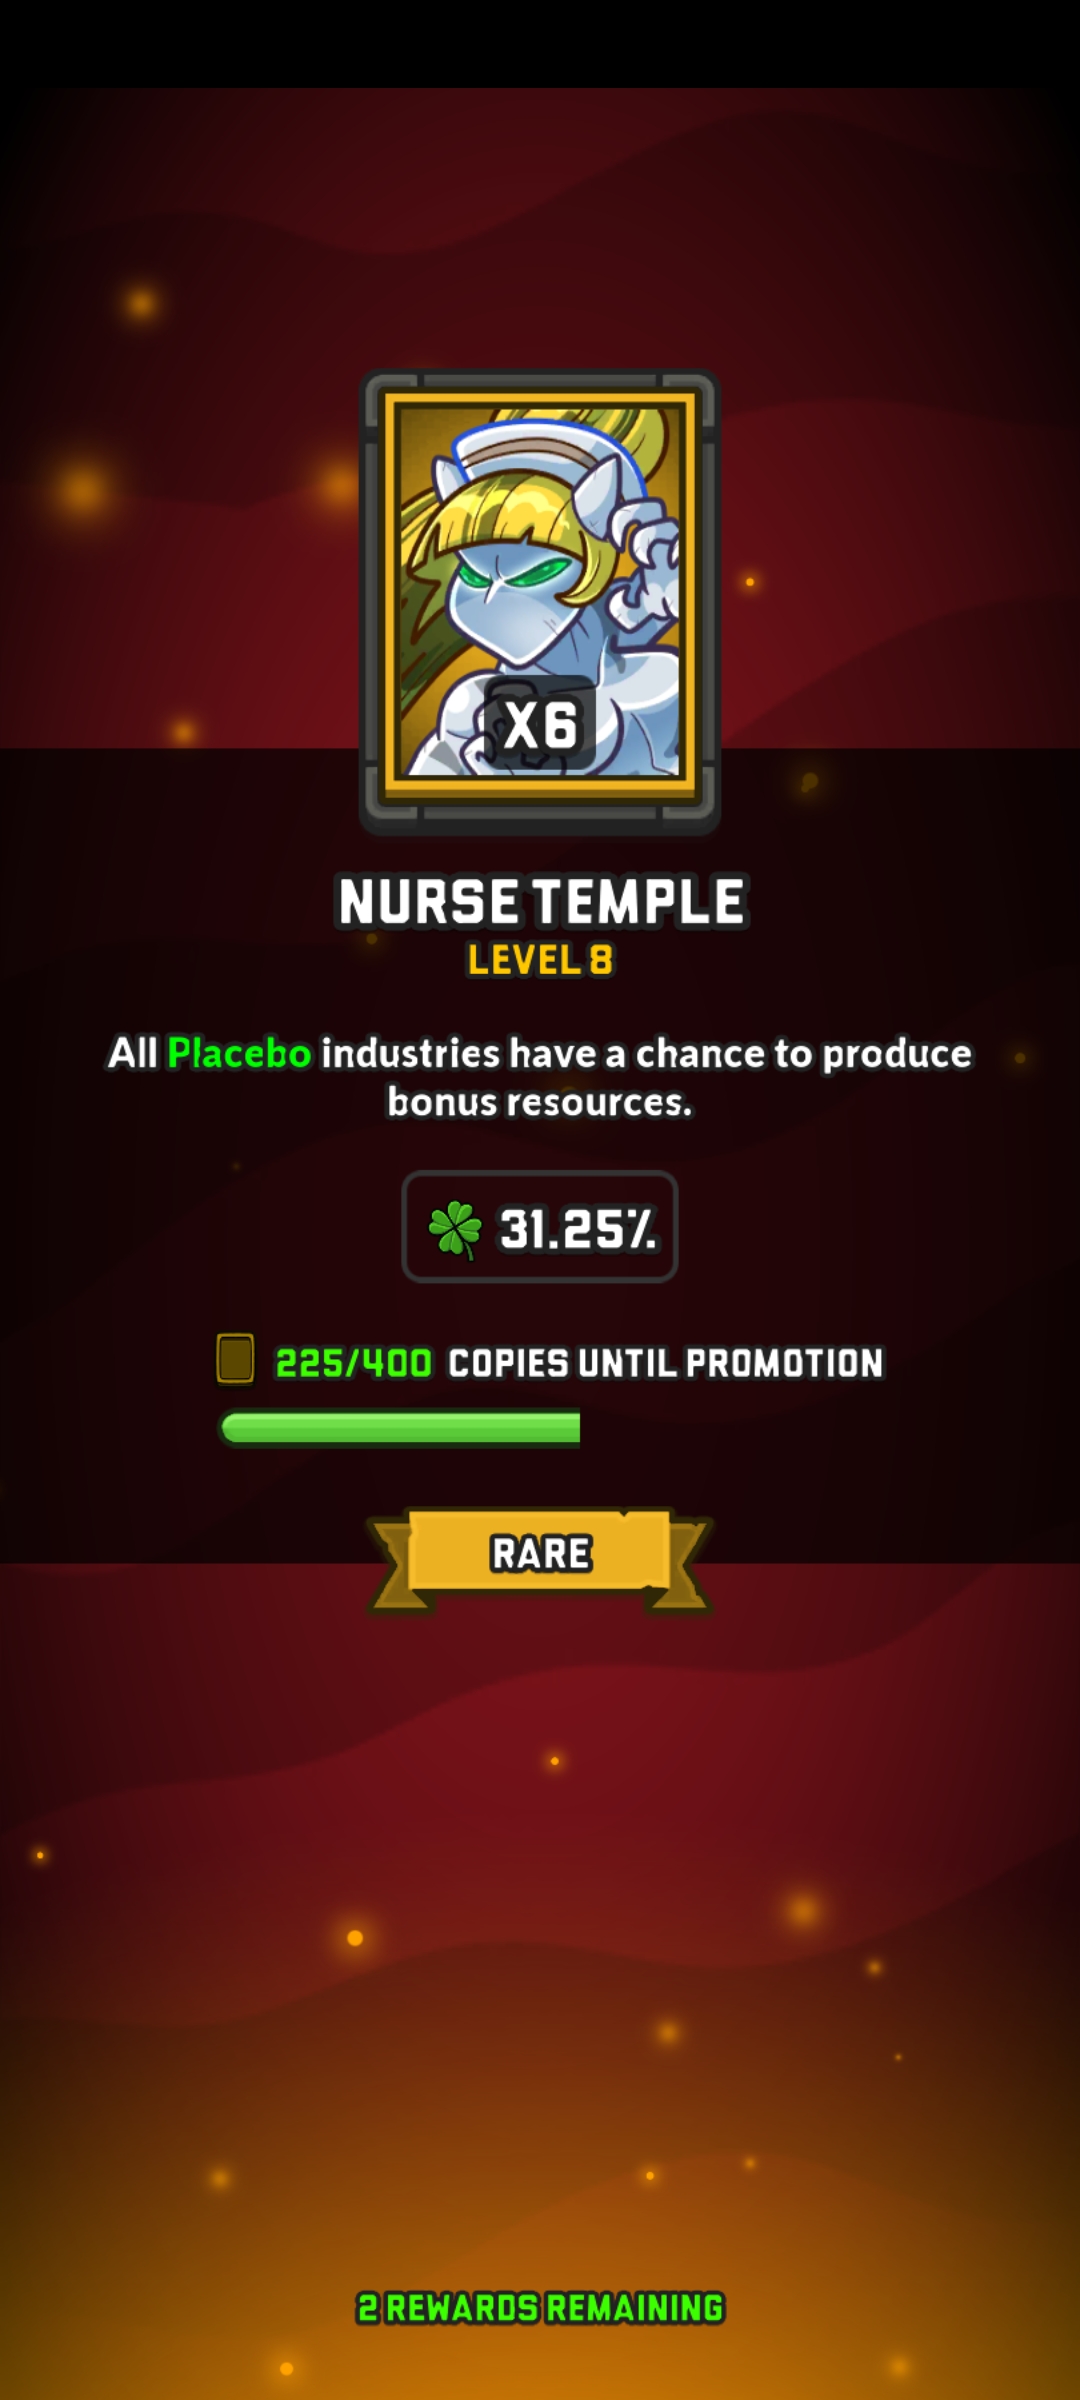 X6
NURSE TEMPLE
LEVEL 8
All Placebo industries have a chance to produce
bonus resources.
31.25%
225/400 COPIES UNTIL PROMOTION
RARE
2 REWARDS REMAINING